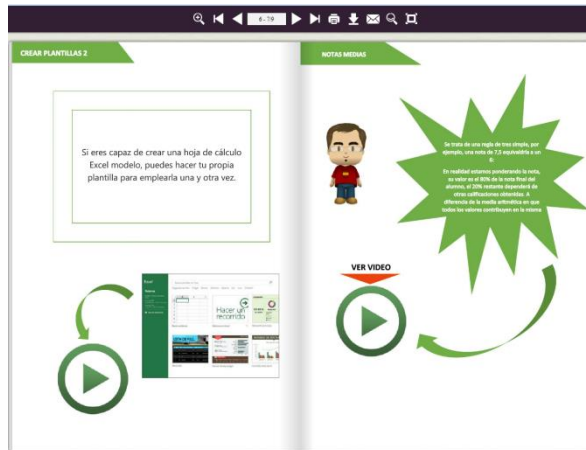 6-79
CREAR PLANTILLAS 2
Si eres capaz de crear una hoja de cálculo
Excel modelo, puedes hacer tu propia
plantilla para emplearla una y otra vez.
Excel
Hacer un
recorrido
NOTAS MEDIAS
Se trata de una regla de tres simple, por
ejemplo, una nota de 7,5 equivaldría a un
6:
En realidad estamos ponderando la nota,
su valor es el 80% de la nota final del
alumno, el 20% restante dependerá de
otras calificaciones obtenidas. A
diferencia de la media aritmética en que
todos los valores contribuyen en la misma
VER VIDEO